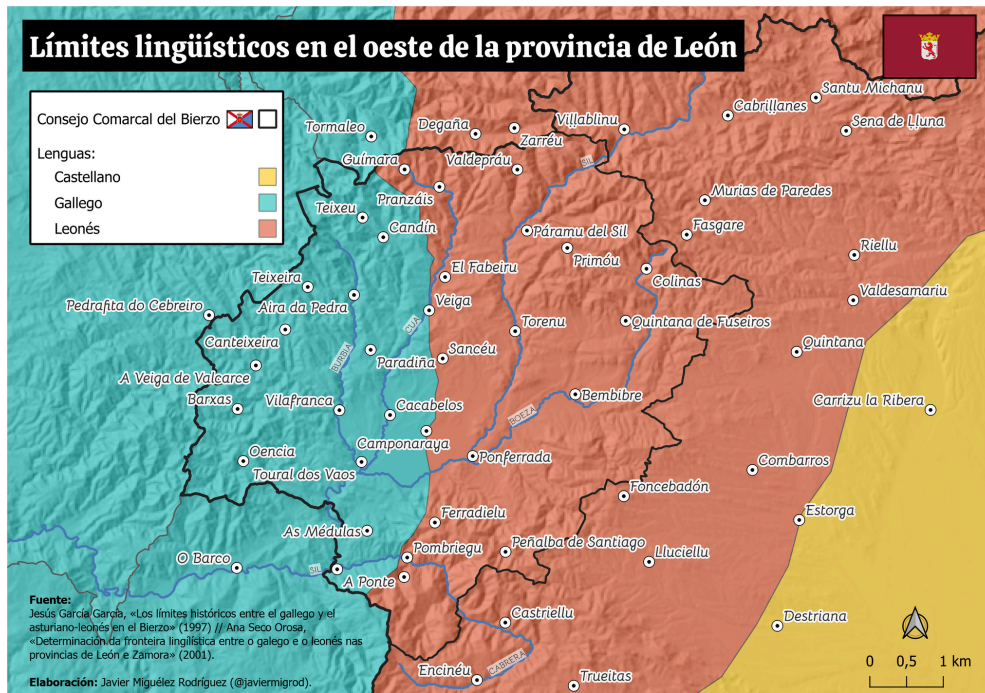 Límites lingüísticos en el oeste de la provincia de León
Consejo Comarcal del Bierzo
Lenguas:
Castellano
Gallego
Leonés
Santu Michanu
Cabrillanes
Sena de Ḷḷuna
Tormaleo
Degaña
Zarréu
Viḷḷablinu
Guímara
Valdepráu
SIL
Pranzáis
Murias de Paredes
Teixeu
Candín
Páramu del Sil
Fasgare
Primóu
Riellu
Teixeira
El Fabeiru
Colinas
Valdesamariu
Pedrafita do Cebreiro
Aira da Pedra
Veiga
CUA
Torenu
Quintana de Fuseiros
Canteixeira
BURBIA
Paradiña
Sancéu
Quintana
A Veiga de Valcarce
Barxas
Vilafranca
Cacabelos
BOEZA
Bembibre
Carrizu la Ribera
Camponaraya
Oencia
Toural dos Vaos
Ponferrada
Combarros
Foncebadón
Estorga
As Médulas
Ferradielu
Pombriegu
Peñalba de Santiago
Lluciellu
O Barco
SIL
A Ponte
Castriellu
Destriana
Encinéu
CABRERA
Trueitas
Fuente:
Jesús García García, «Los límites históricos entre el gallego y el
asturiano-leonés en el Bierzo» (1997) // Ana Seco Orosa,
«Determinación da fronteira lingílística entre o galego e o leonés nas
provincias de León e Zamora» (2001).
Elaboración: Javier Miguélez Rodríguez (@javiermigrod).
0 0,5 1 km